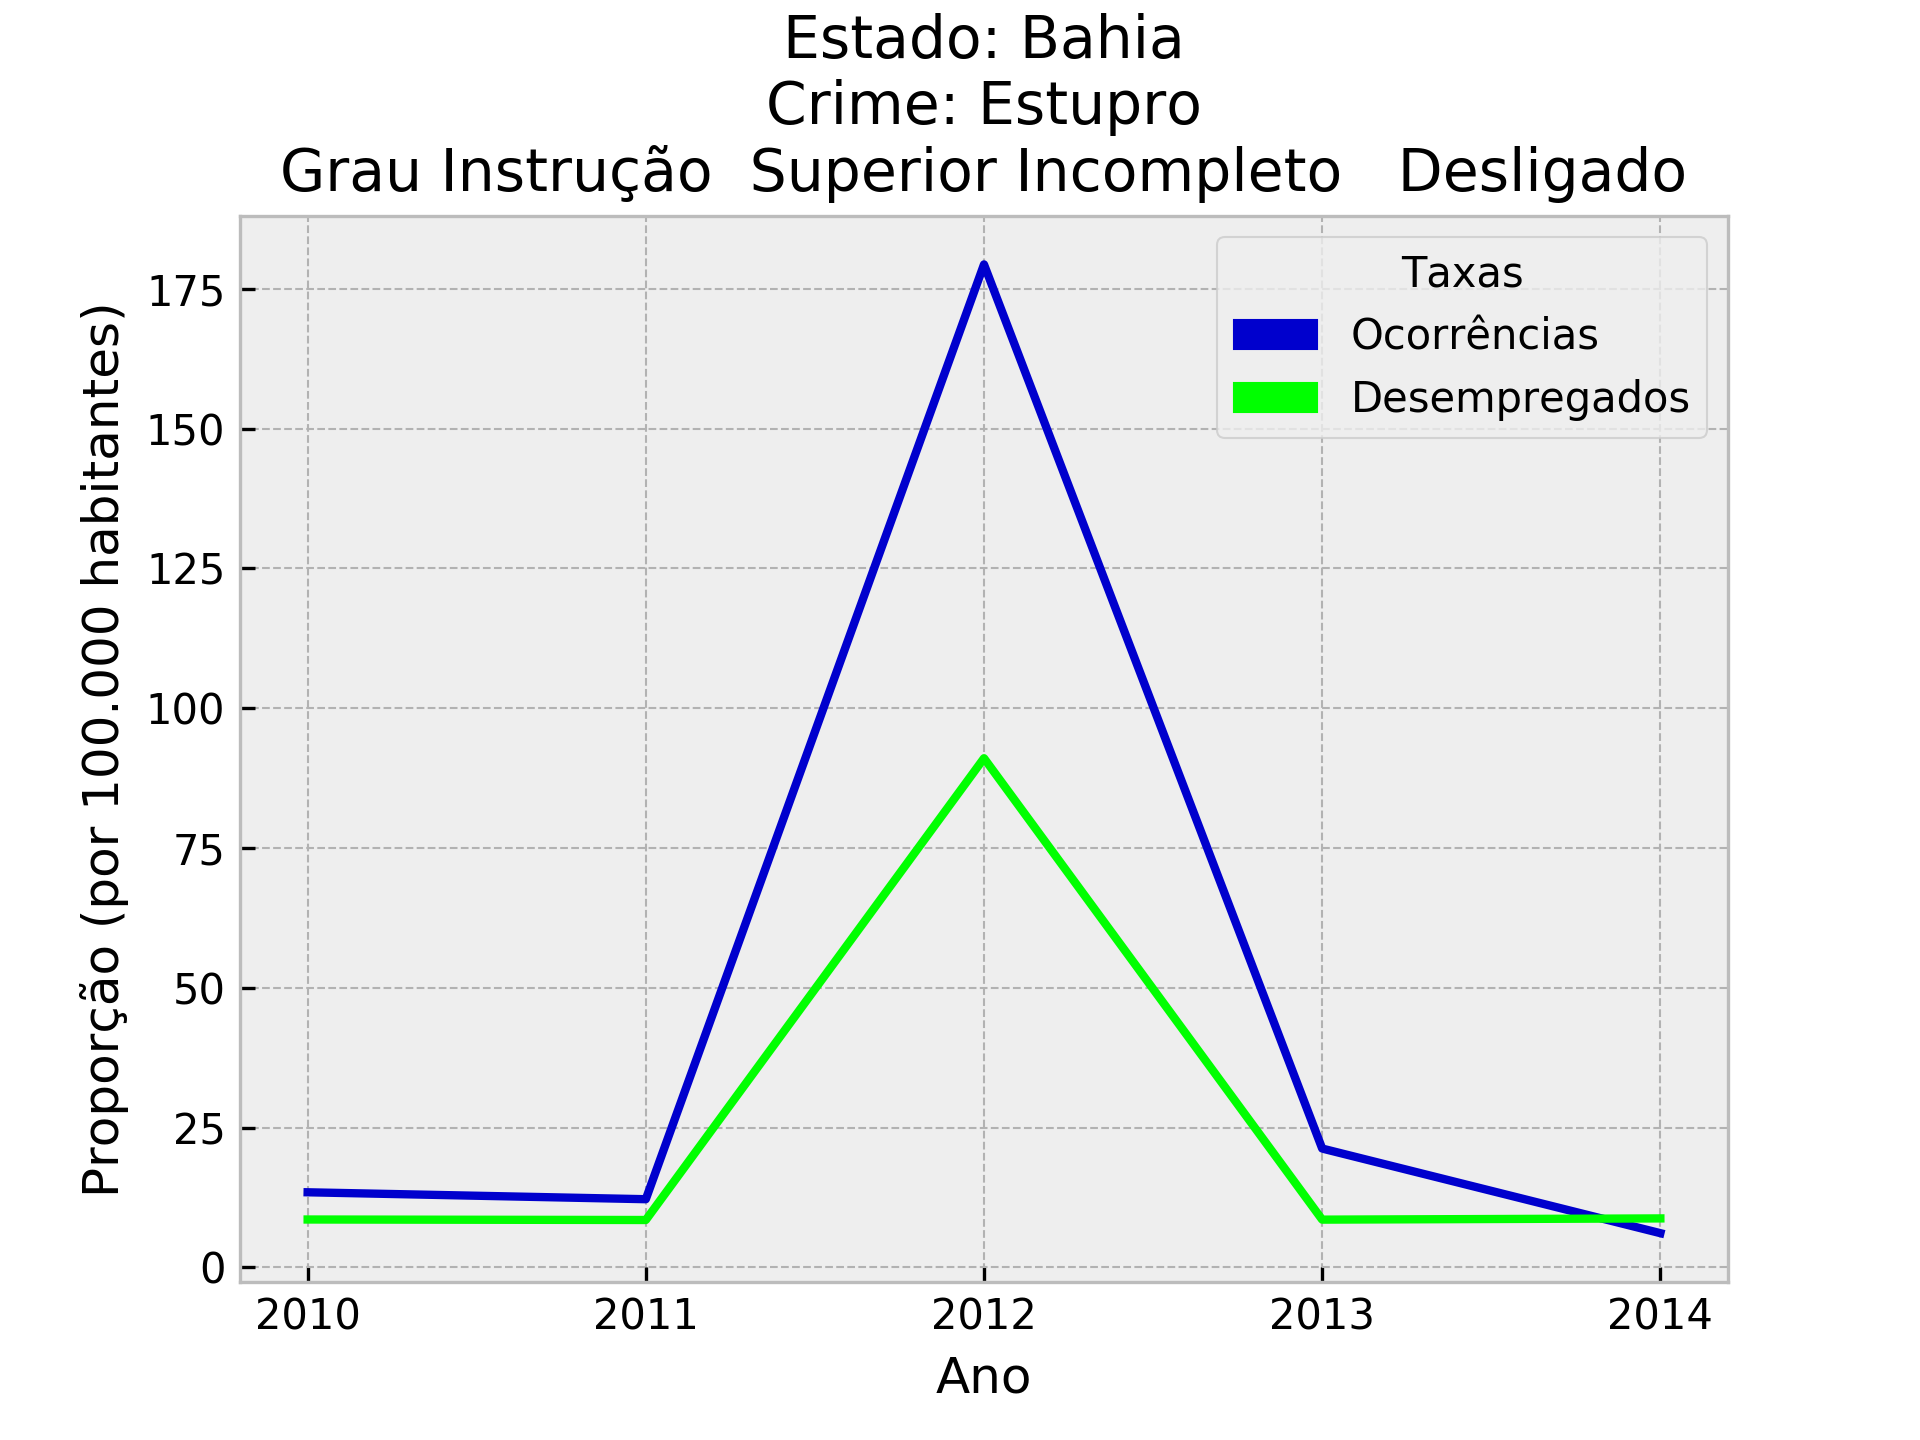 Estado: Bahia
Crime: Estupro
Grau Instrução  Superior Incompleto   Desligado
Taxas
Ocorrências
Desempregados
Proporção (por 100.000 habitantes)
175
150
125
100
75
50
25
0
2010 2011 2012 2013 2014
Ano